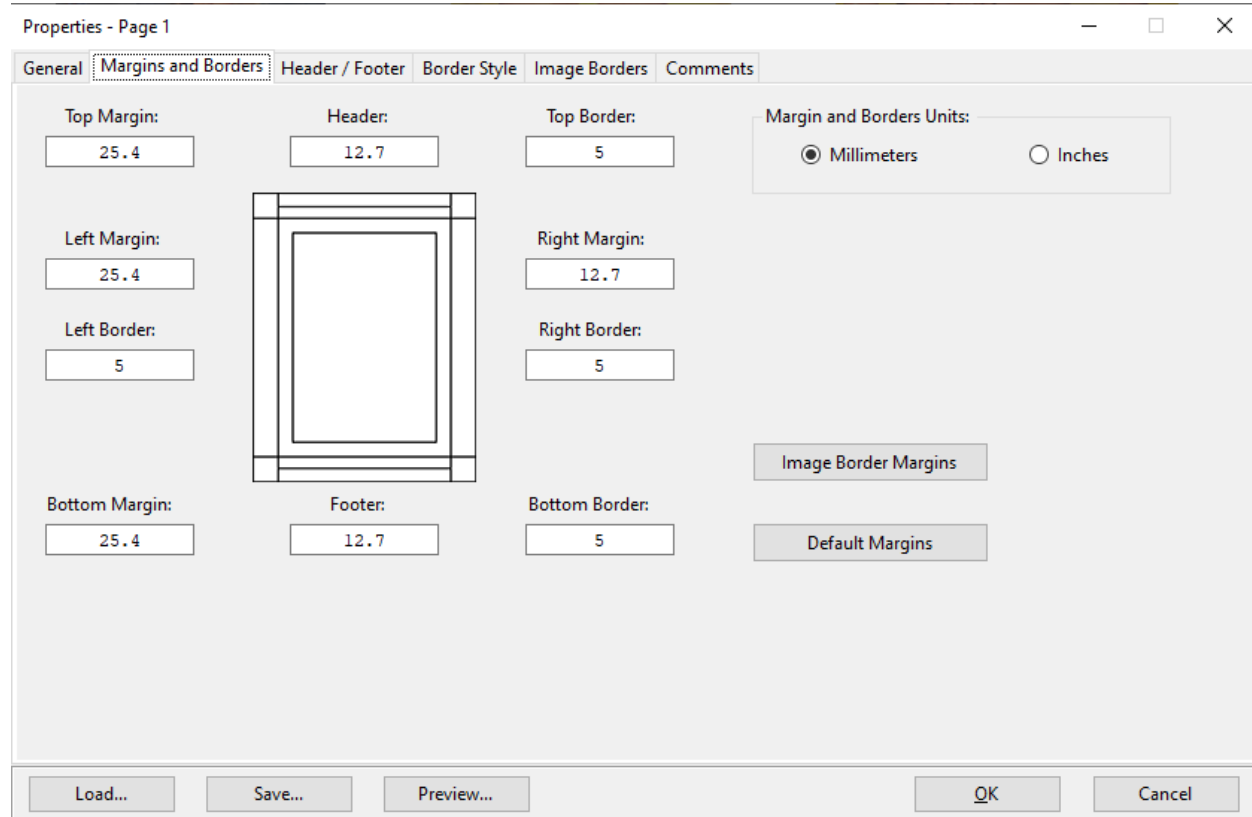 Properties - Page 1
General Margins and Borders Header / Footer Border Style Image Borders Comments
Top Margin: Header: Top Border: Margin and Borders Units:
25.4 12.7 5 Millimeters Inches
Left Margin: Right Margin:
25.4 12.7
Left Border: Right Border:
5 5
Image Border Margins
Bottom Margin: Footer: Bottom Border:
25.4 12.7 5 Default Margins
Load... Save... Preview... OK Cancel